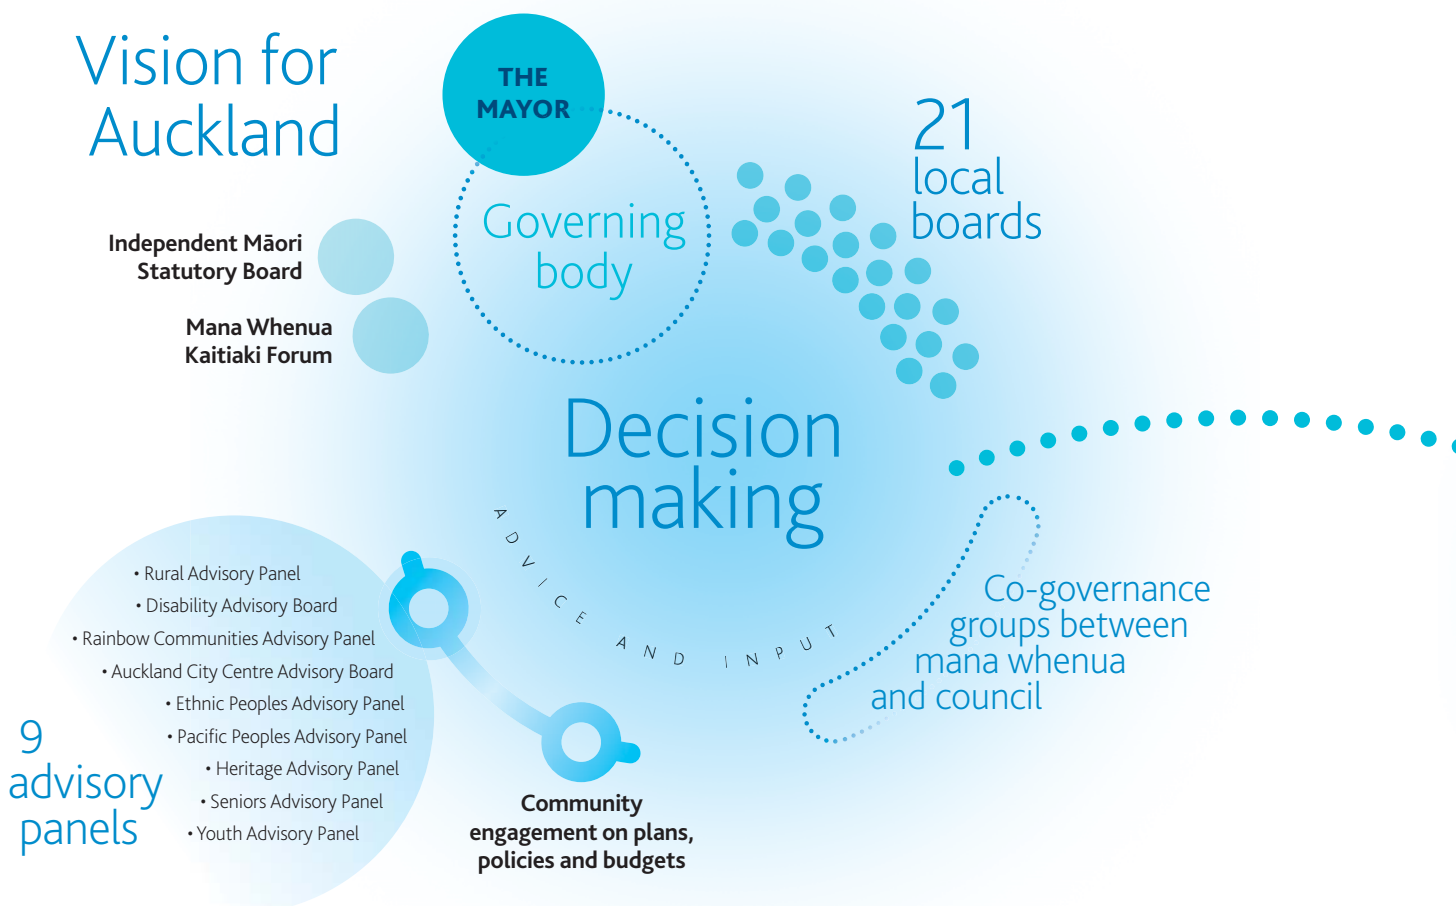 Vision for
Auckland
THE
MAYOR
Governing
body
21
local
boards
Independent Māori
Statutory Board
Mana Whenua
Kaitiaki Forum
Decision
making
ADVICE AND INPUT
Co-governance
groups between
mana whenua
and council
9
advisory
panels
• Rural Advisory Panel
• Disability Advisory Board
• Rainbow Communities Advisory Panel
• Auckland City Centre Advisory Board
• Ethnic Peoples Advisory Panel
• Pacific Peoples Advisory Panel
• Heritage Advisory Panel
• Seniors Advisory Panel
• Youth Advisory Panel
Community
engagement on plans,
policies and budgets